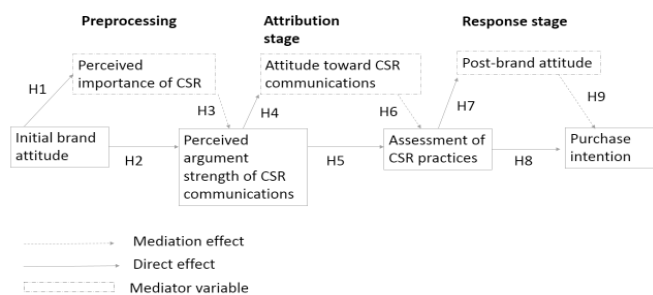 Preprocessing
Attribution
stage
Response stage
Perceived
importance of CSR
Attitude toward CSR
communications
Post-brand attitude
H1
H3
H4
H6
H7
H9
Initial brand
attitude
H2
Perceived
argument
strength of CSR
communications
H5
Assessment of
CSR practices
H8
Purchase
intention
Mediation effect
Direct effect
Mediator variable